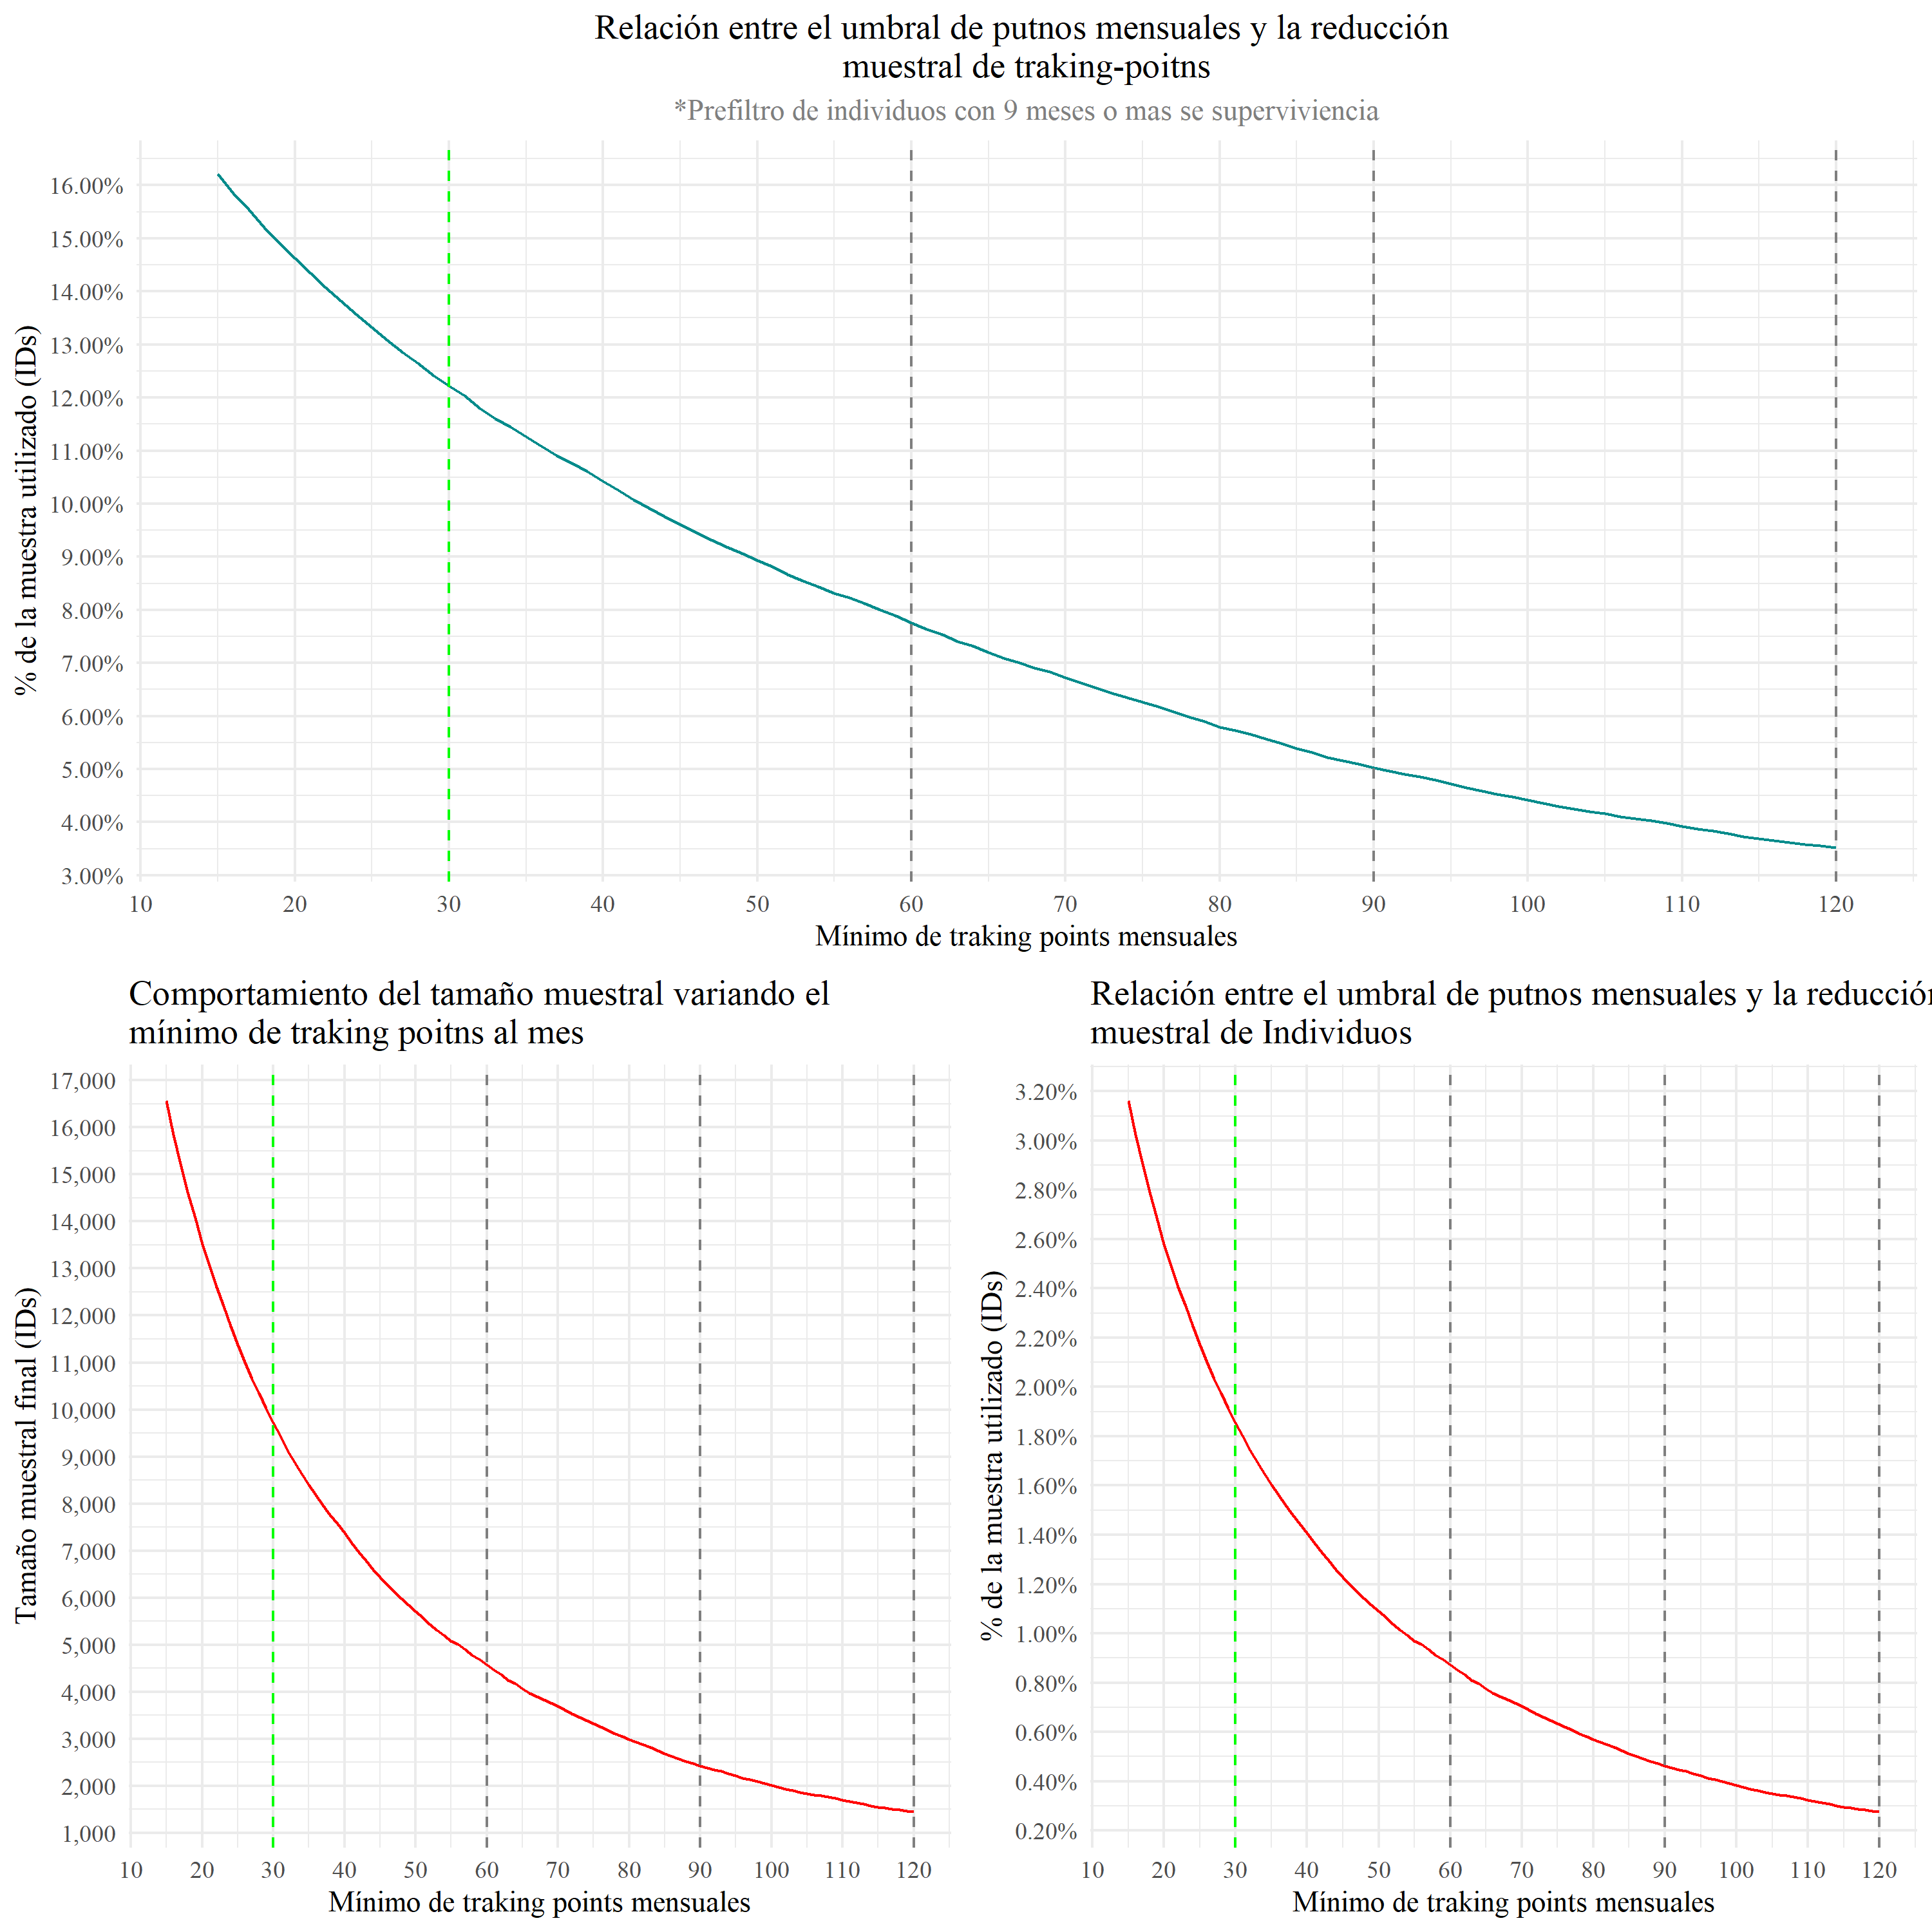 Relación entre el umbral de putnos mensuales y la reducción
muestral de traking-poitns
*Prefiltro de individuos con 9 meses o mas se superviviencia
% de la muestra utilizado (IDs)
16.00%
15.00%
14.00%
13.00%
12.00%
11.00%
10.00%
9.00%
8.00%
7.00%
6.00%
5.00%
4.00%
3.00%
10 20 30 40 50 60 70 80 90 100 110 120
Mínimo de traking points mensuales
Comportamiento del tamaño muestral variando el
mínimo de traking poitns al mes
Tamaño muestral final (IDs)
17,000
16,000
15,000
14,000
13,000
12,000
11,000
10,000
9,000
8,000
7,000
6,000
5,000
4,000
3,000
2,000
1,000
10 20 30 40 50 60 70 80 90 100 110 120
Mínimo de traking points mensuales
Relación entre el umbral de putnos mensuales y la reducción
muestral de Individuos
% de la muestra utilizado (IDs)
3.20%
3.00%
2.80%
2.60%
2.40%
2.20%
2.00%
1.80%
1.60%
1.40%
1.20%
1.00%
0.80%
0.60%
0.40%
0.20%
10 20 30 40 50 60 70 80 90 100 110 120
Mínimo de traking points mensuales